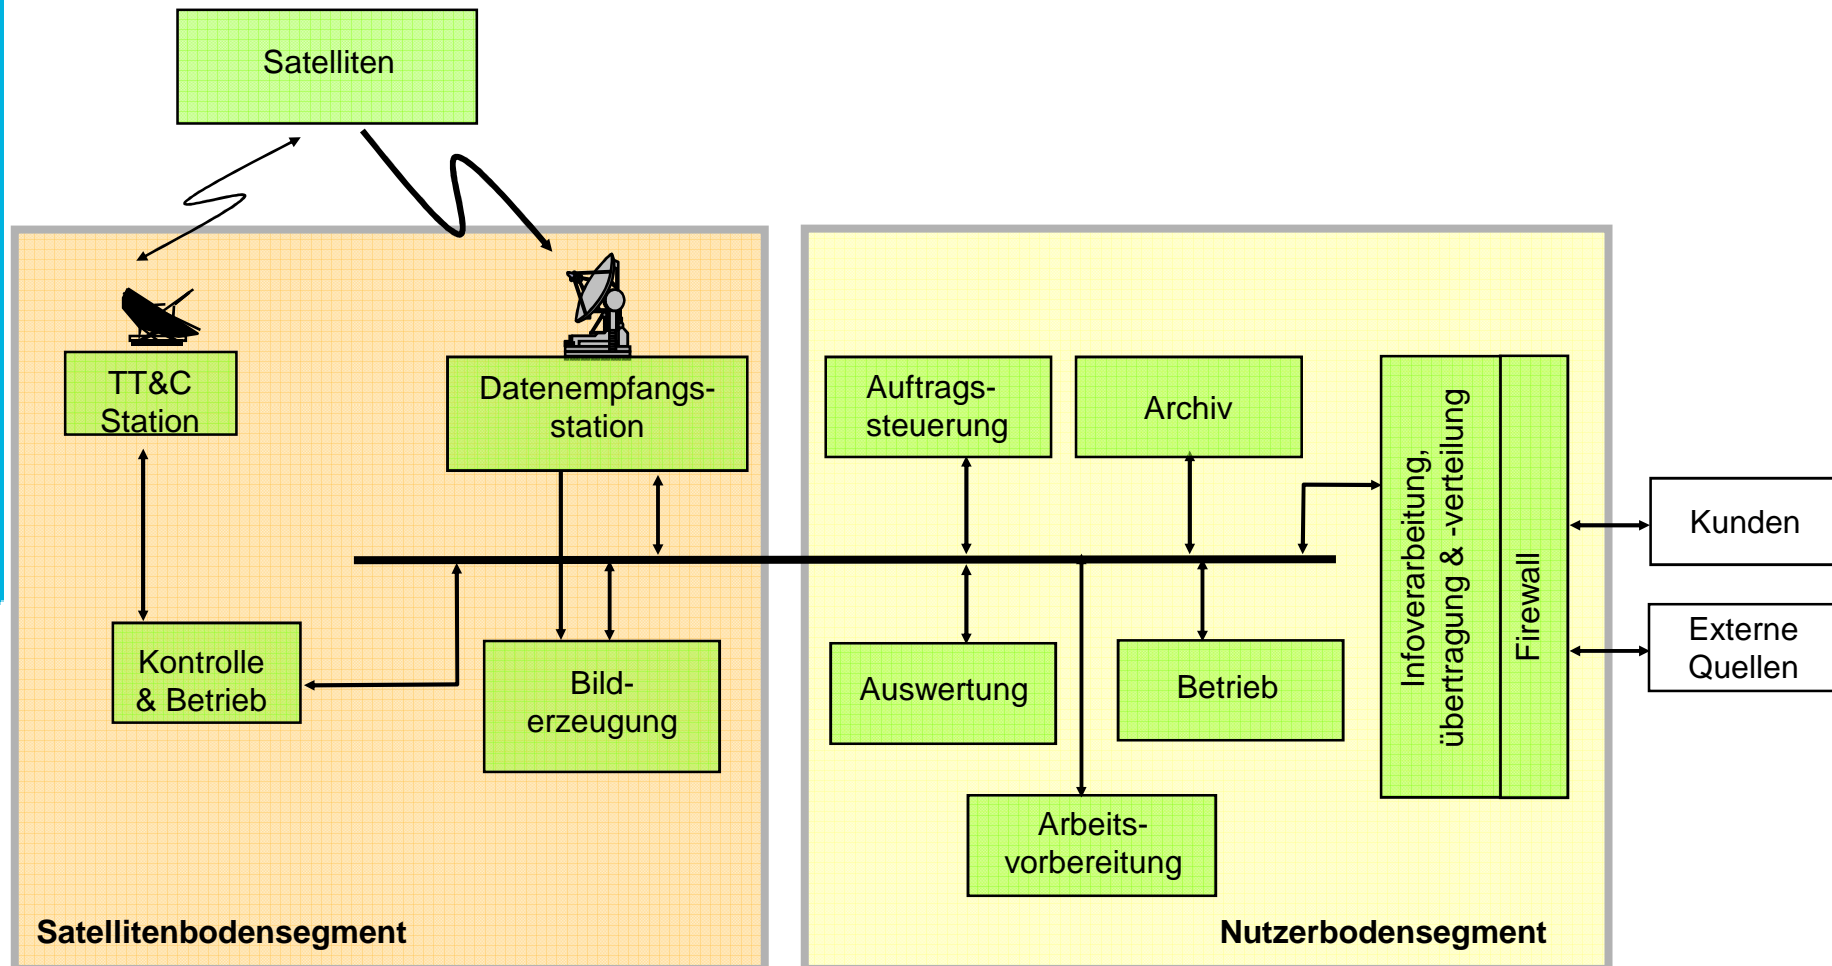 Satelliten
TT&C
Station
Datenempfangs-
station
Kontrolle
& Betrieb
Bild-
erzeugung
Satellitenbodensegment
Auftrags-
steuerung
Archiv
Auswertung
Betrieb
Arbeits-
vorbereitung
Infoverarbeitung,
übertragung & -verteilung
Firewall
Nutzerbodensegment
Kunden
Externe
Quellen